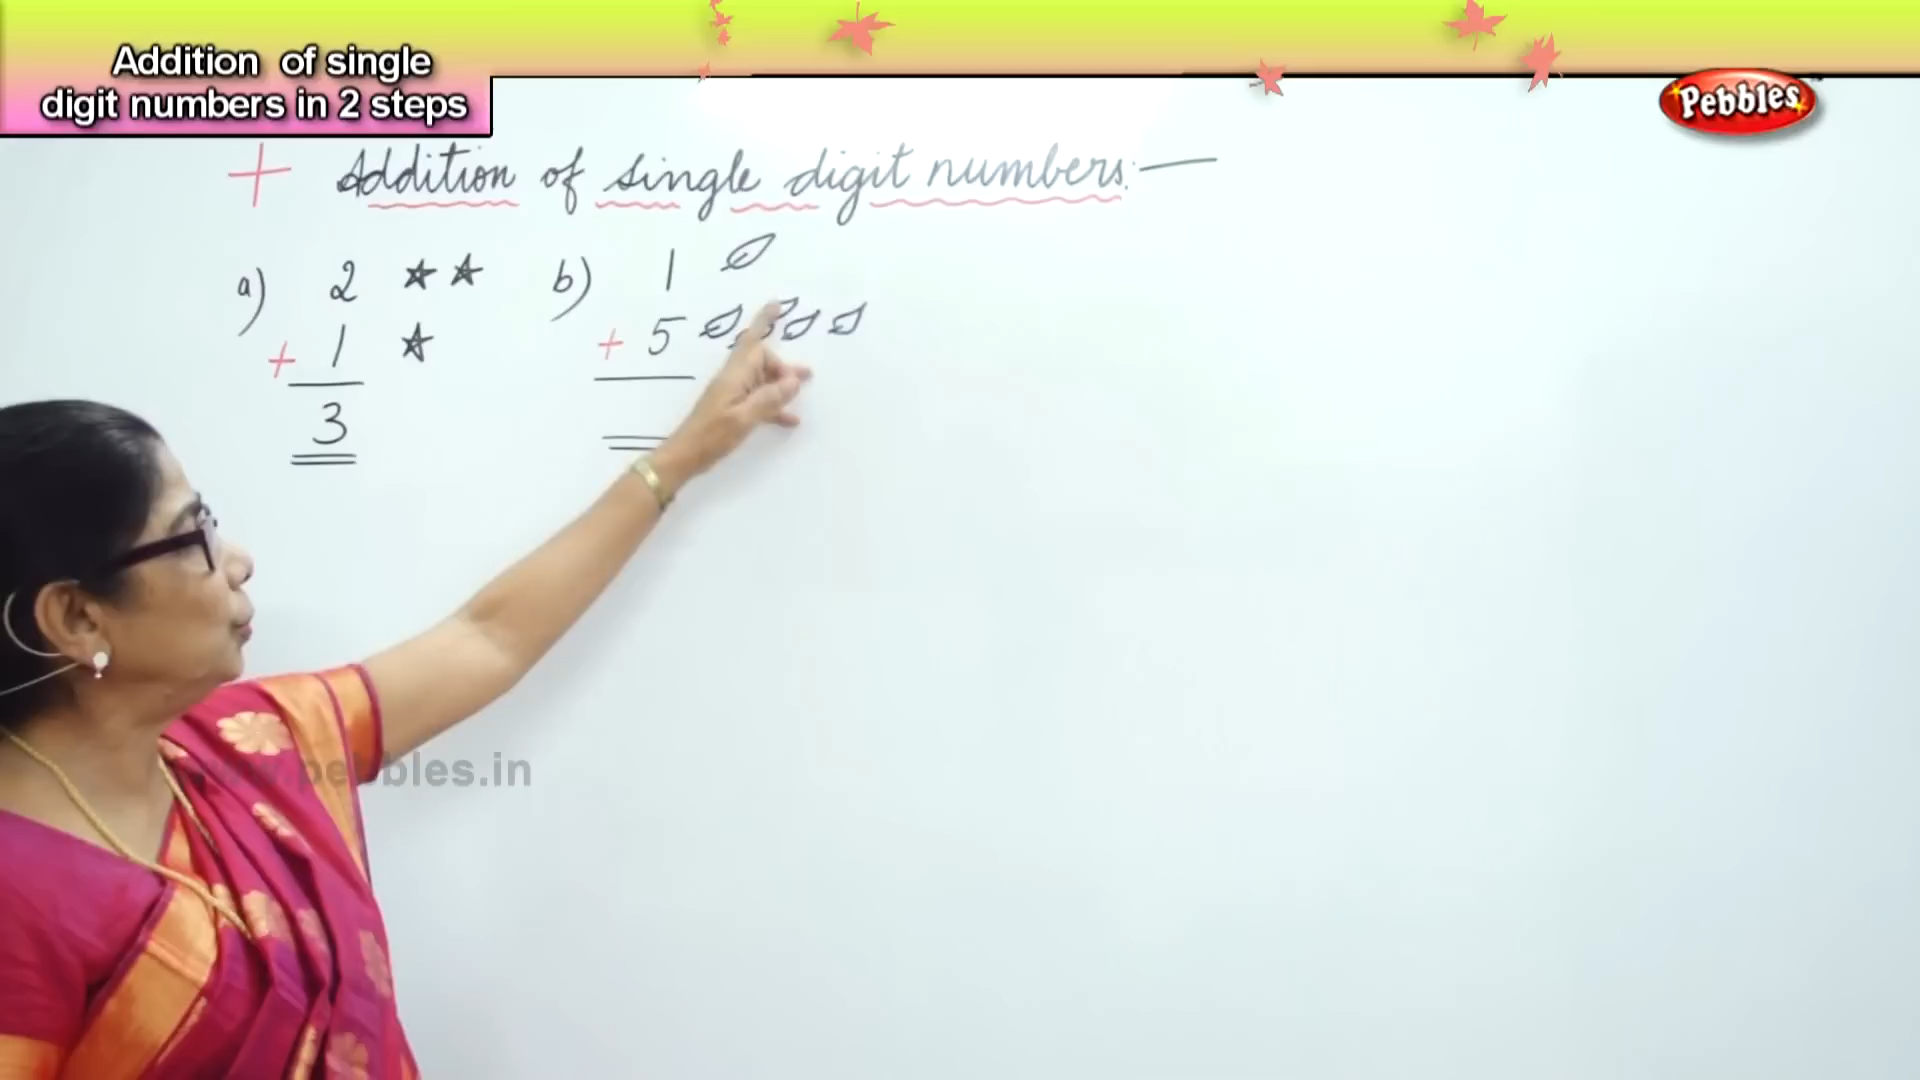 Addition of single
digit numbers in 2 steps
Pebbles
+ Addition of single digit numbers:—
a) 2
+ 1
3
b) 1
+ 5
pebbles.in